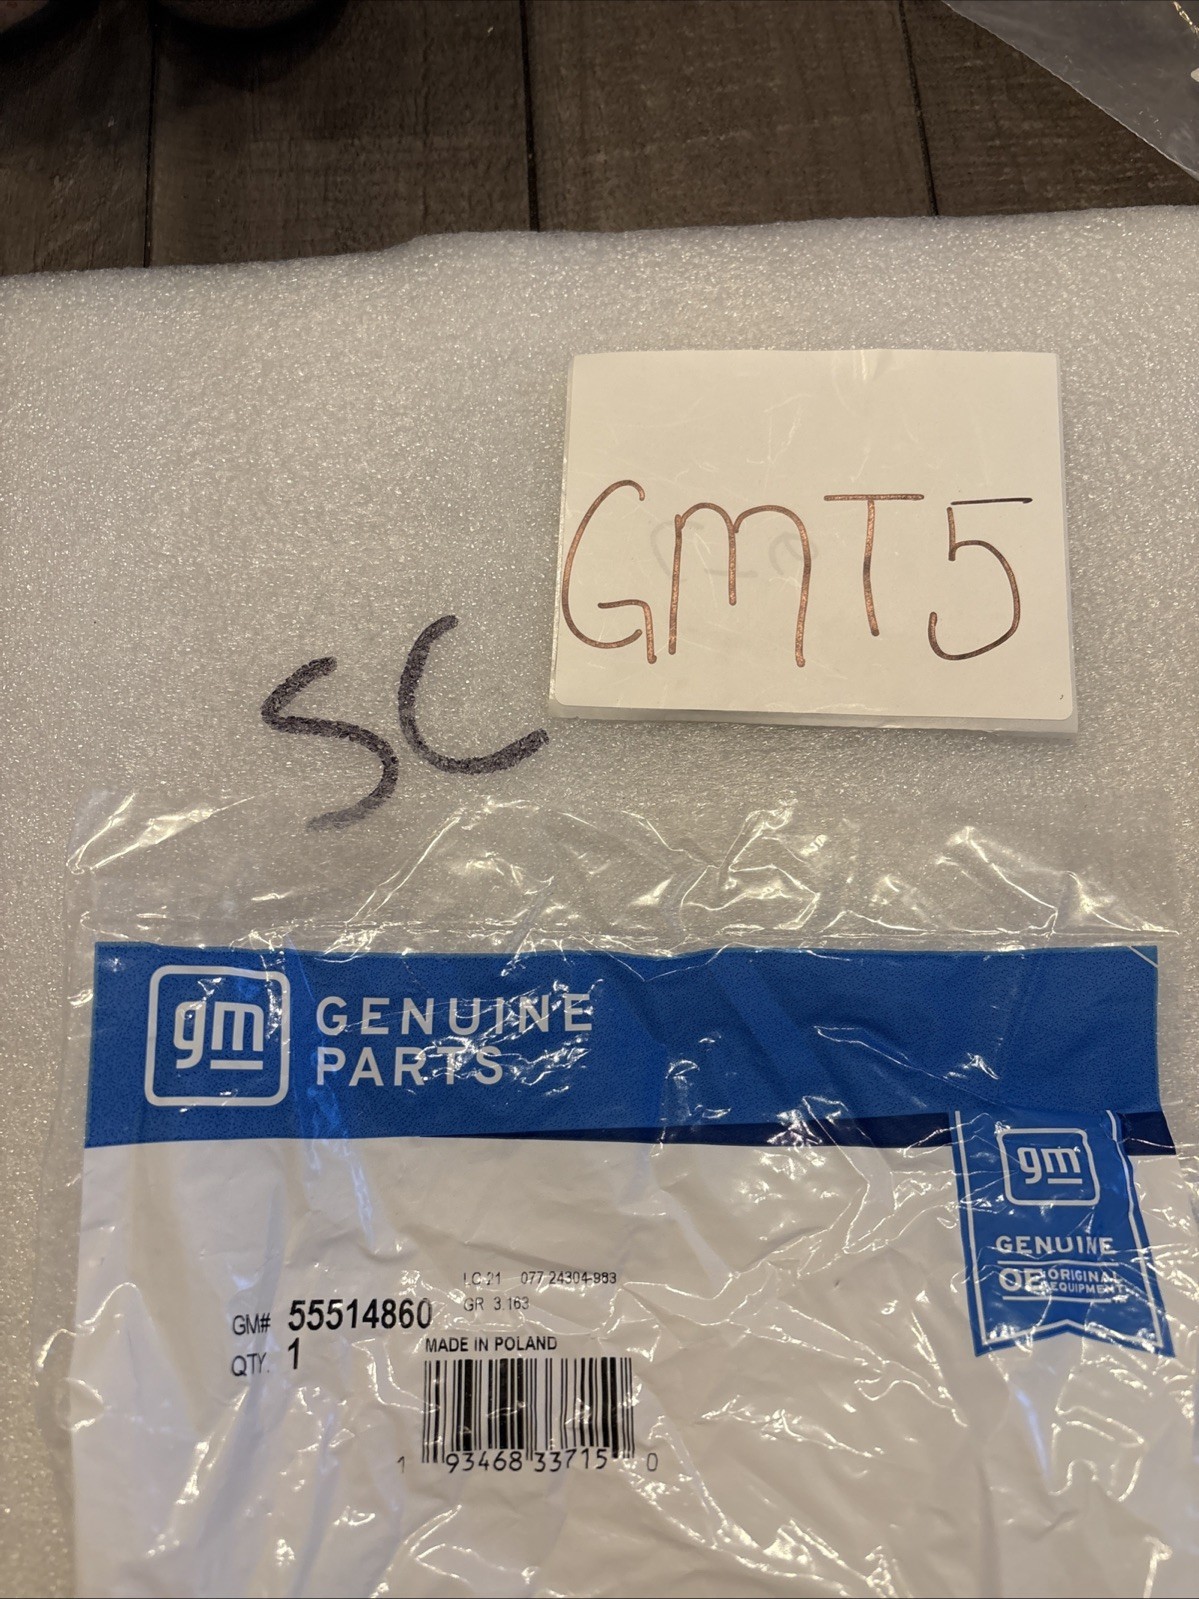 GMT5
SC
gm GENUINE
PARTS
gm
GENUINE
OE ORIGINAL
EQUIPMENT
LC-21 077 24304-983
GR 3.163
GM# 55514860
QTY. 1
MADE IN POLAND
1 93468 33715 0